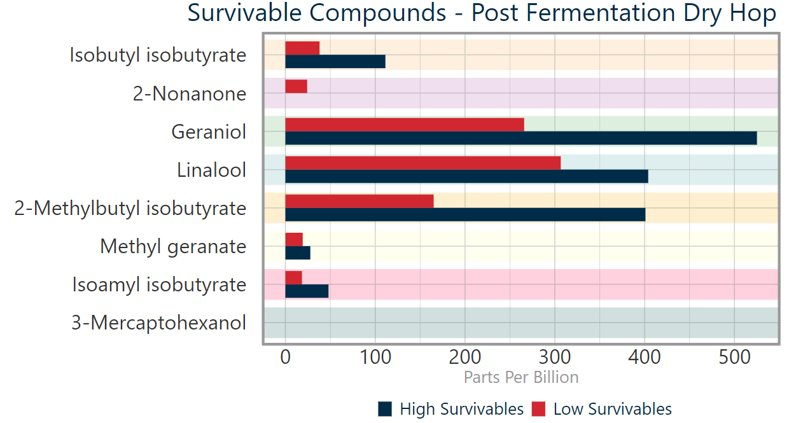 Survivable Compounds - Post Fermentation Dry Hop
Isobutyl isobutyrate
2-Nonanone
Geraniol
Linalool
2-Methylbutyl isobutyrate
Methyl geranate
Isoamyl isobutyrate
3-Mercaptohexanol
0 100 200 300 400 500
Parts Per Billion
High Survivables Low Survivables